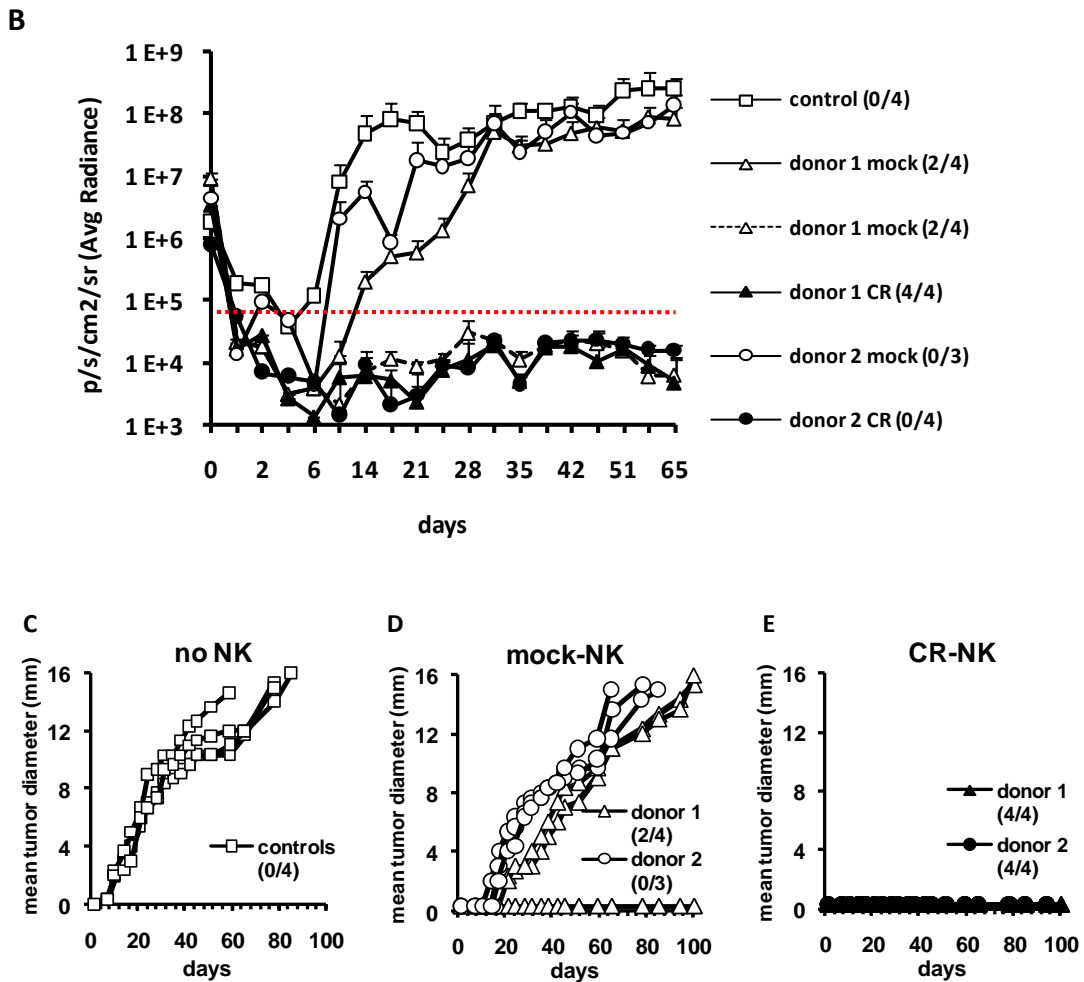 B
1 E+9
1 E+8
1 E+7
1 E+6
1 E+5
1 E+4
1 E+3
p/s/cm2/sr (Avg Radiance)
0 2 6 14 21 28 35 42 51 65
days
control (0/4)
donor 1 mock (2/4)
donor 1 mock (2/4)
donor 1 CR (4/4)
donor 2 mock (0/3)
donor 2 CR (0/4)
C
no NK
mean tumor diameter (mm)
16
12
8
4
0
0 20 40 60 80 100
days
controls
(0/4)
D
mock-NK
mean tumor diameter (mm)
16
12
8
4
0
0 20 40 60 80 100
days
donor 1
(2/4)
donor 2
(0/3)
E
CR-NK
mean tumor diameter (mm)
16
12
8
4
0
0 20 40 60 80 100
days
donor 1
(4/4)
donor 2
(4/4)